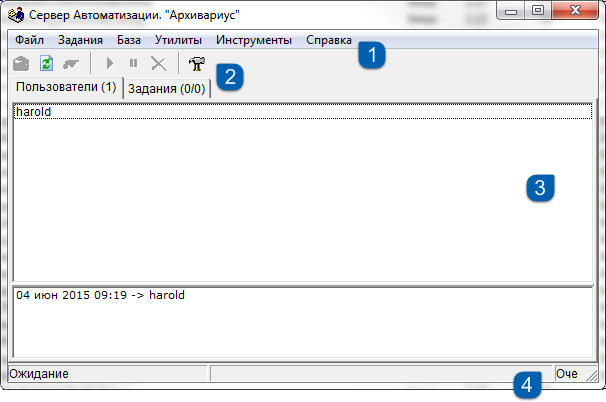 Сервер Автоматизации. "Архивариус"
Файл Задания База Утилиты Инструменты Справка
1
2
Пользователи (1) Задания (0/0)
harold
3
04 июн 2015 09:19 -> harold
Ожидание Оче
4